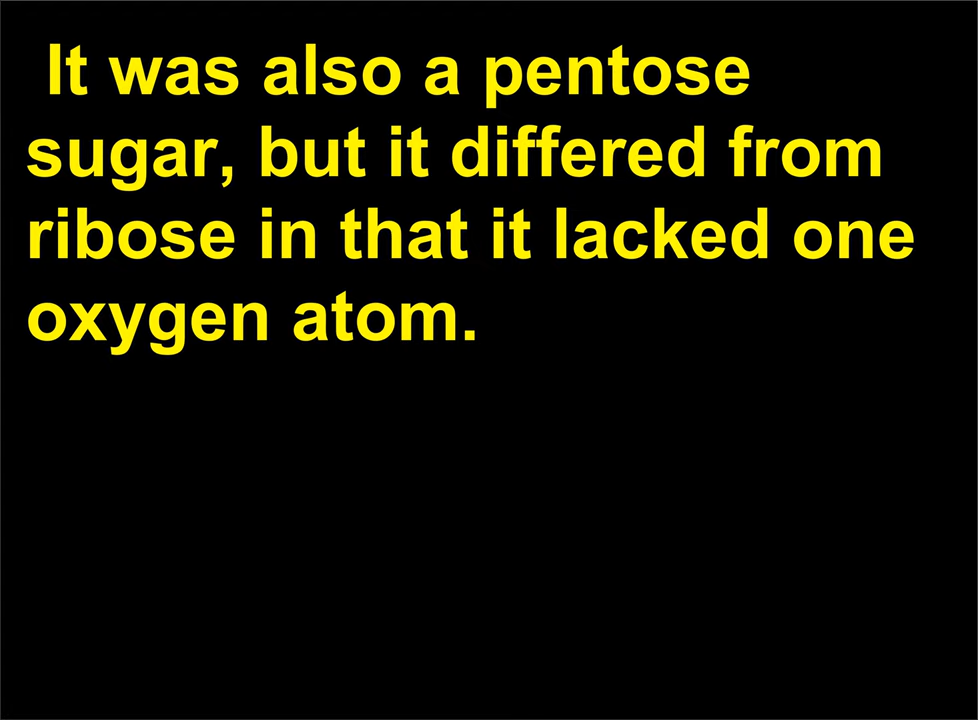 It was also a pentose
sugar, but it differed from
ribose in that it lacked one
oxygen atom.